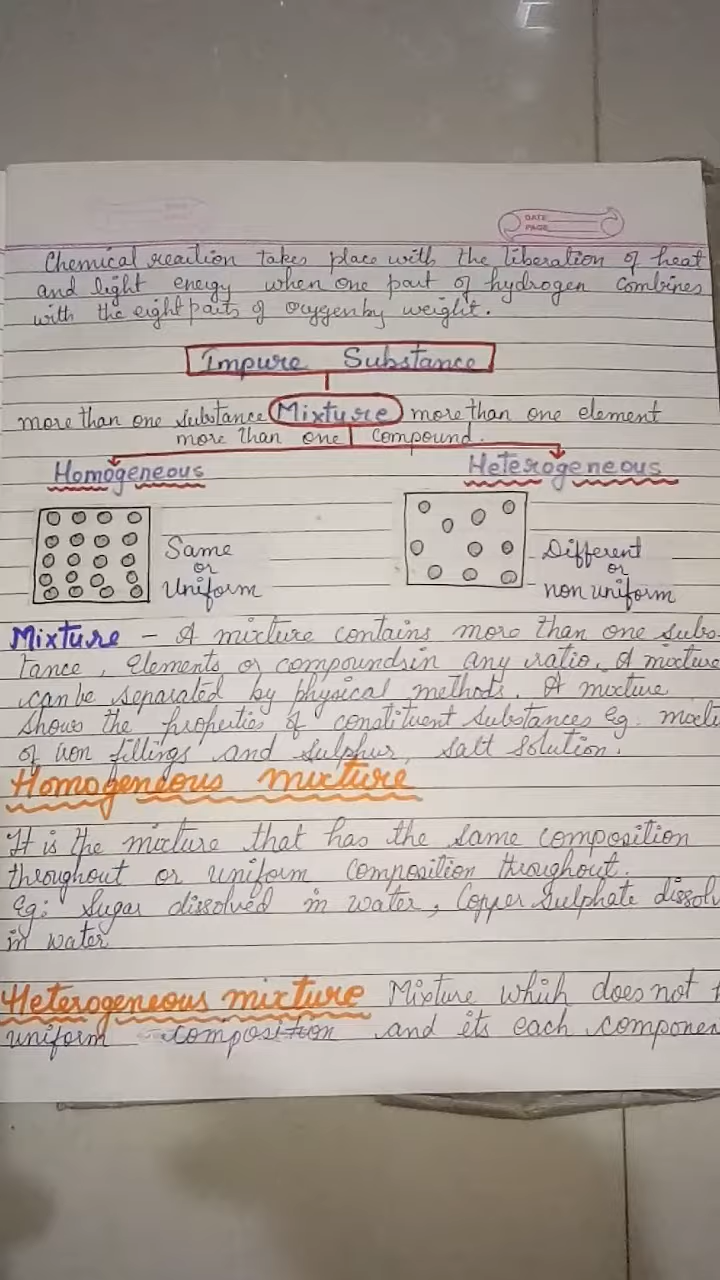 DATE
PAGE
Chemical reaction takes place with the liberation of heat
and light energy when one part of hydrogen combines
with the eight parts of oxygen by weight.
Impure Substance
more than one substance Mixture more than one element
more than one compound.
Homogeneous Heterogeneous
Same
or
Uniform
Different
or
non uniform
Mixture - A mixture contains more than one subs-
tance, elements or compounds in any ratio. A mixture
can be separated by physical methods. A mixture
shows the properties of constituent substances eg. mixtu
of iron fillings and sulphur, salt solution.
Homogeneous mixture
It is the mixture that has the same composition
throughout or uniform composition throughout.
Eg: Sugar dissolved in water, Copper Sulphate dissolv
in water
Heterogeneous mixture Mixture which does not
uniform composition and its each componen